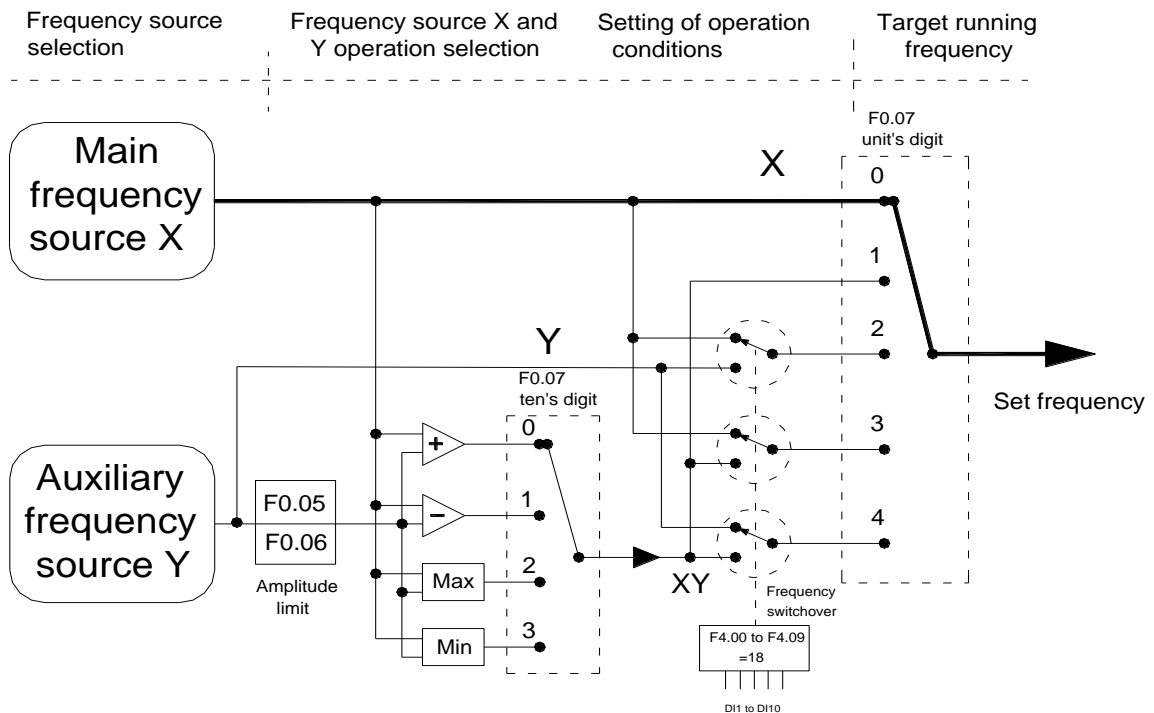 Frequency source
selection
Frequency source X and
Y operation selection
Setting of operation
conditions
Target running
frequency
F0.07
unit's digit
Main
frequency
source X
X
0
1
2
3
4
Y
F0.07
ten's digit
0
1
2
3
+
−
Max
Min
Auxiliary
frequency
source Y
F0.05
F0.06
Amplitude
limit
XY
Frequency
switchover
F4.00 to F4.09
=18
DI1 to DI10
Set frequency